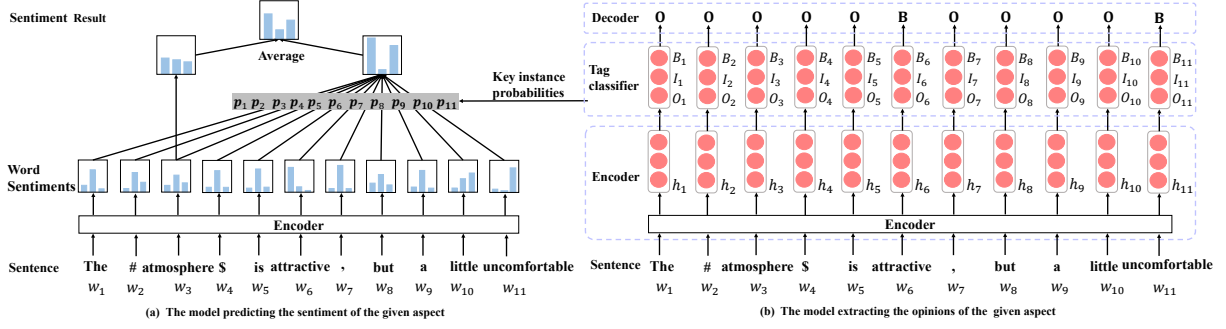 Sentiment Result
Average
p1 p2 p3 p4 p5 p6 p7 p8 p9 p10 p11
Key instance
probabilities
Word
Sentiments
Encoder
Sentence The # atmosphere $ is attractive , but a little uncomfortable
w1 w2 w3 w4 w5 w6 w7 w8 w9 w10 w11
(a) The model predicting the sentiment of the given aspect
Decoder O O O O O B O O O O B
Tag
classifier
B1 B2 B3 B4 B5 B6 B7 B8 B9 B10 B11
I1 I2 I3 I4 I5 I6 I7 I8 I9 I10 I11
O1 O2 O3 O4 O5 O6 O7 O8 O9 O10 O11
Encoder
h1 h2 h3 h4 h5 h6 h7 h8 h9 h10 h11
Encoder
Sentence The # atmosphere $ is attractive , but a little uncomfortable
w1 w2 w3 w4 w5 w6 w7 w8 w9 w10 w11
(b) The model extracting the opinions of the given aspect